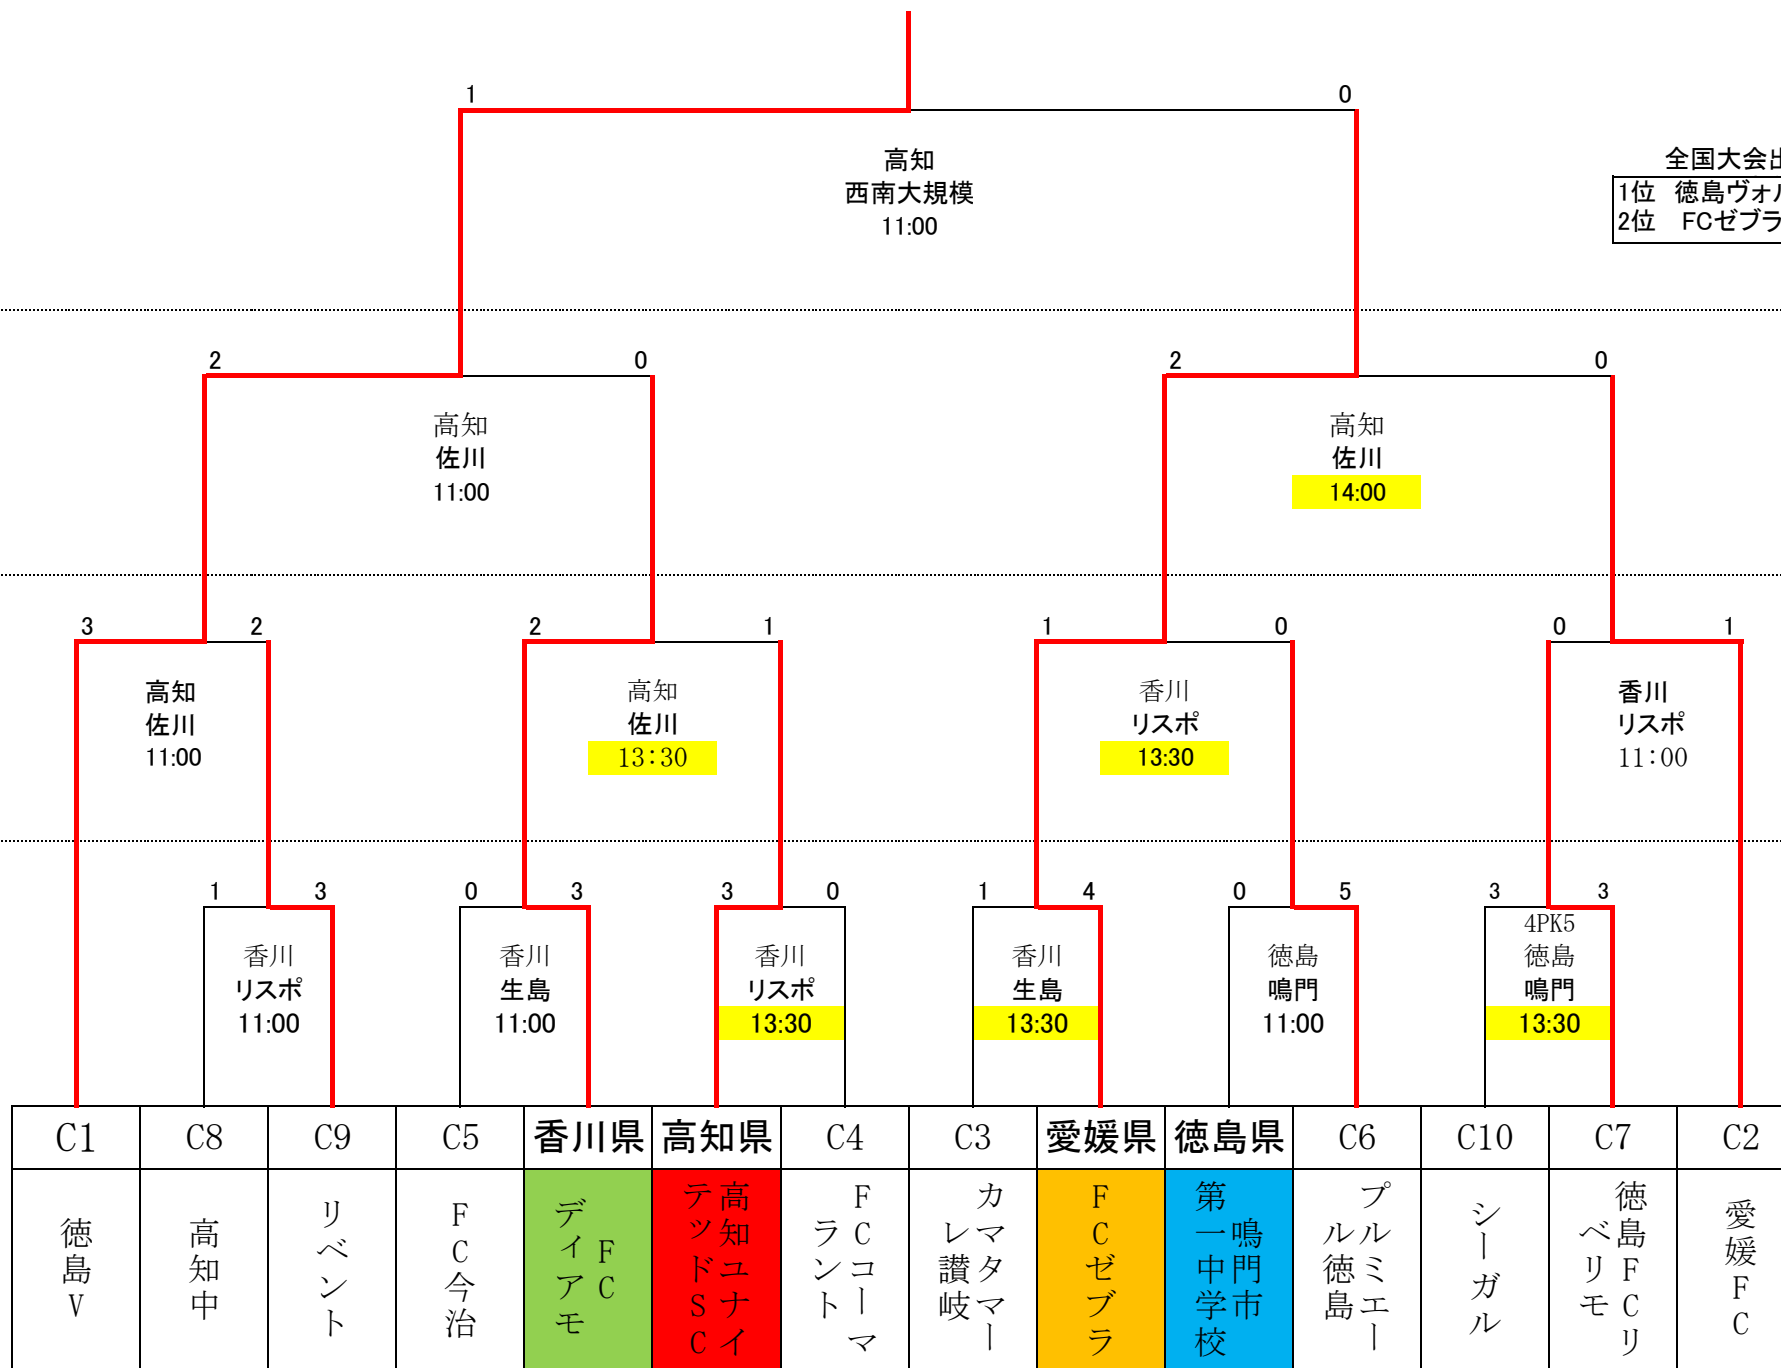 1 0
高知
西南大規模
11:00
全国大会出
1位 徳島ヴォル
2位 FCゼブラ
2 0 2 0
高知 高知
佐川 佐川
11:00 14:00
3 2 2 1 1 0 0 1
高知 高知 香川 香川
佐川 佐川 リスポ リスポ
11:00 13:30 13:30 11:00
1 3 0 3 3 0 1 4 0 5 3 3
4PK5
香川 香川 香川 香川 徳島 徳島
リスポ 生島 リスポ 生島 鳴門 鳴門
11:00 11:00 13:30 13:30 11:00 13:30
C1 C8 C9 C5 香川県 高知県 C4 C3 愛媛県 徳島県 C6 C10 C7 C2
徳島V
高知中
リベント
FC今治
FC
ディアモ
高知ユナイ
テッドSC
FCコーマ
ラント
カマタマー
レ讃岐
FCゼブラ
鳴門市
第一中学校
プルミエー
ル徳島
シーガル
徳島FCリ
ベリモ
愛媛FC